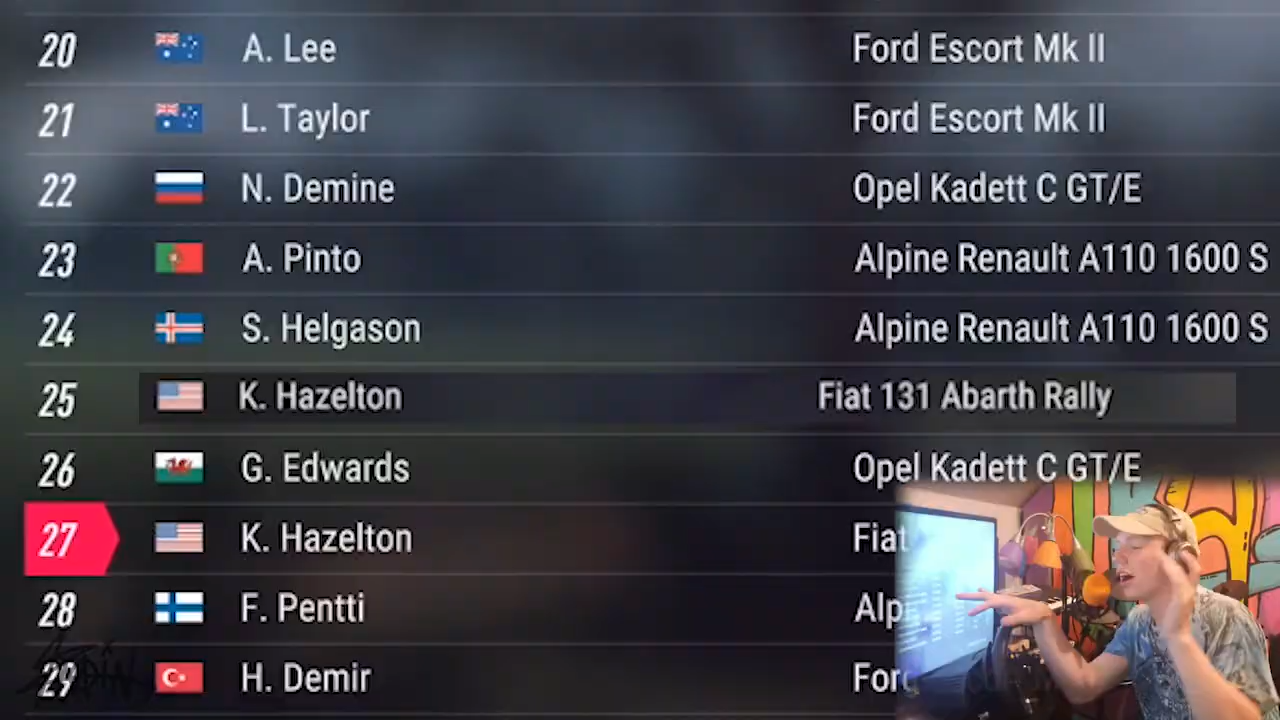 20 A. Lee Ford Escort Mk II
21 L. Taylor Ford Escort Mk II
22 N. Demine Opel Kadett C GT/E
23 A. Pinto Alpine Renault A110 1600 S
24 S. Helgason Alpine Renault A110 1600 S
25 K. Hazelton Fiat 131 Abarth Rally
26 G. Edwards Opel Kadett C GT/E
27 K. Hazelton Fiat
28 F. Pentti Alp
29 H. Demir Ford